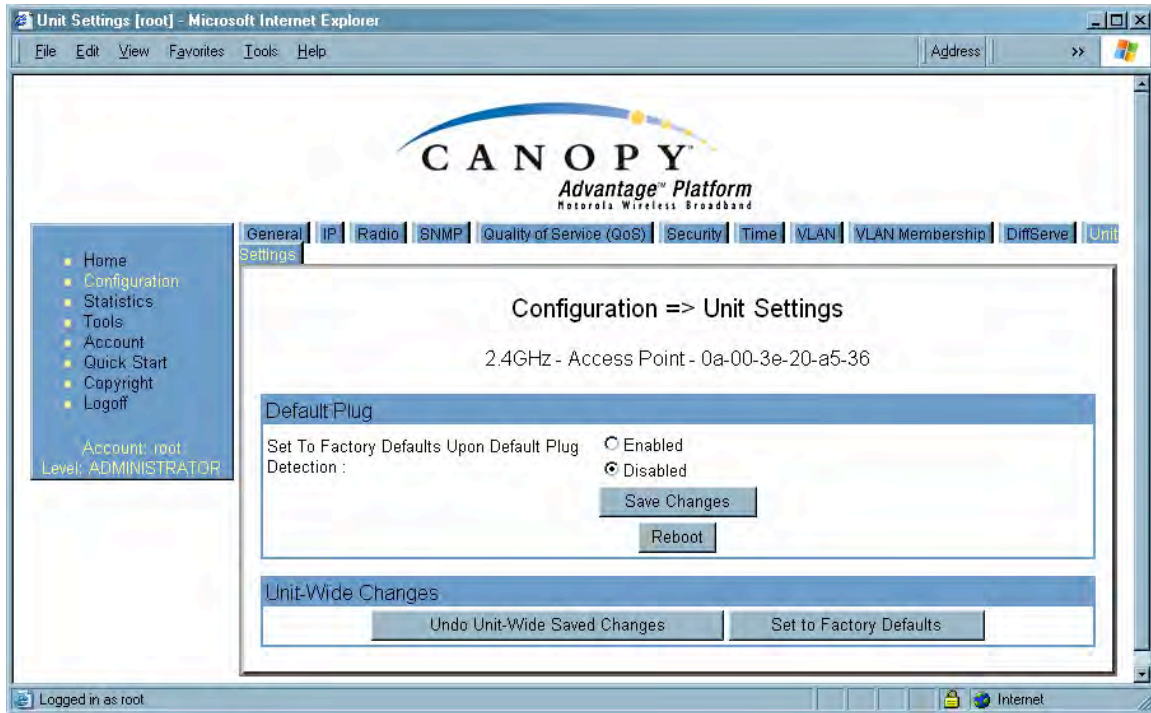 Unit Settings [root] - Microsoft Internet Explorer
File Edit View Favorites Tools Help
Address >>
CANOPY™
Advantage™ Platform
Motorola Wireless Broadband
General IP Radio SNMP Quality of Service (QoS) Security Time VLAN VLAN Membership DiffServe Unit
Settings
Home
Configuration
Statistics
Tools
Account
Quick Start
Copyright
Logoff
Account: root
Level: ADMINISTRATOR
Configuration => Unit Settings
2.4GHz - Access Point - 0a-00-3e-20-a5-36
Default Plug
Set To Factory Defaults Upon Default Plug
Detection :
Enabled
Disabled
Save Changes
Reboot
Unit-Wide Changes
Undo Unit-Wide Saved Changes Set to Factory Defaults
Logged in as root Internet